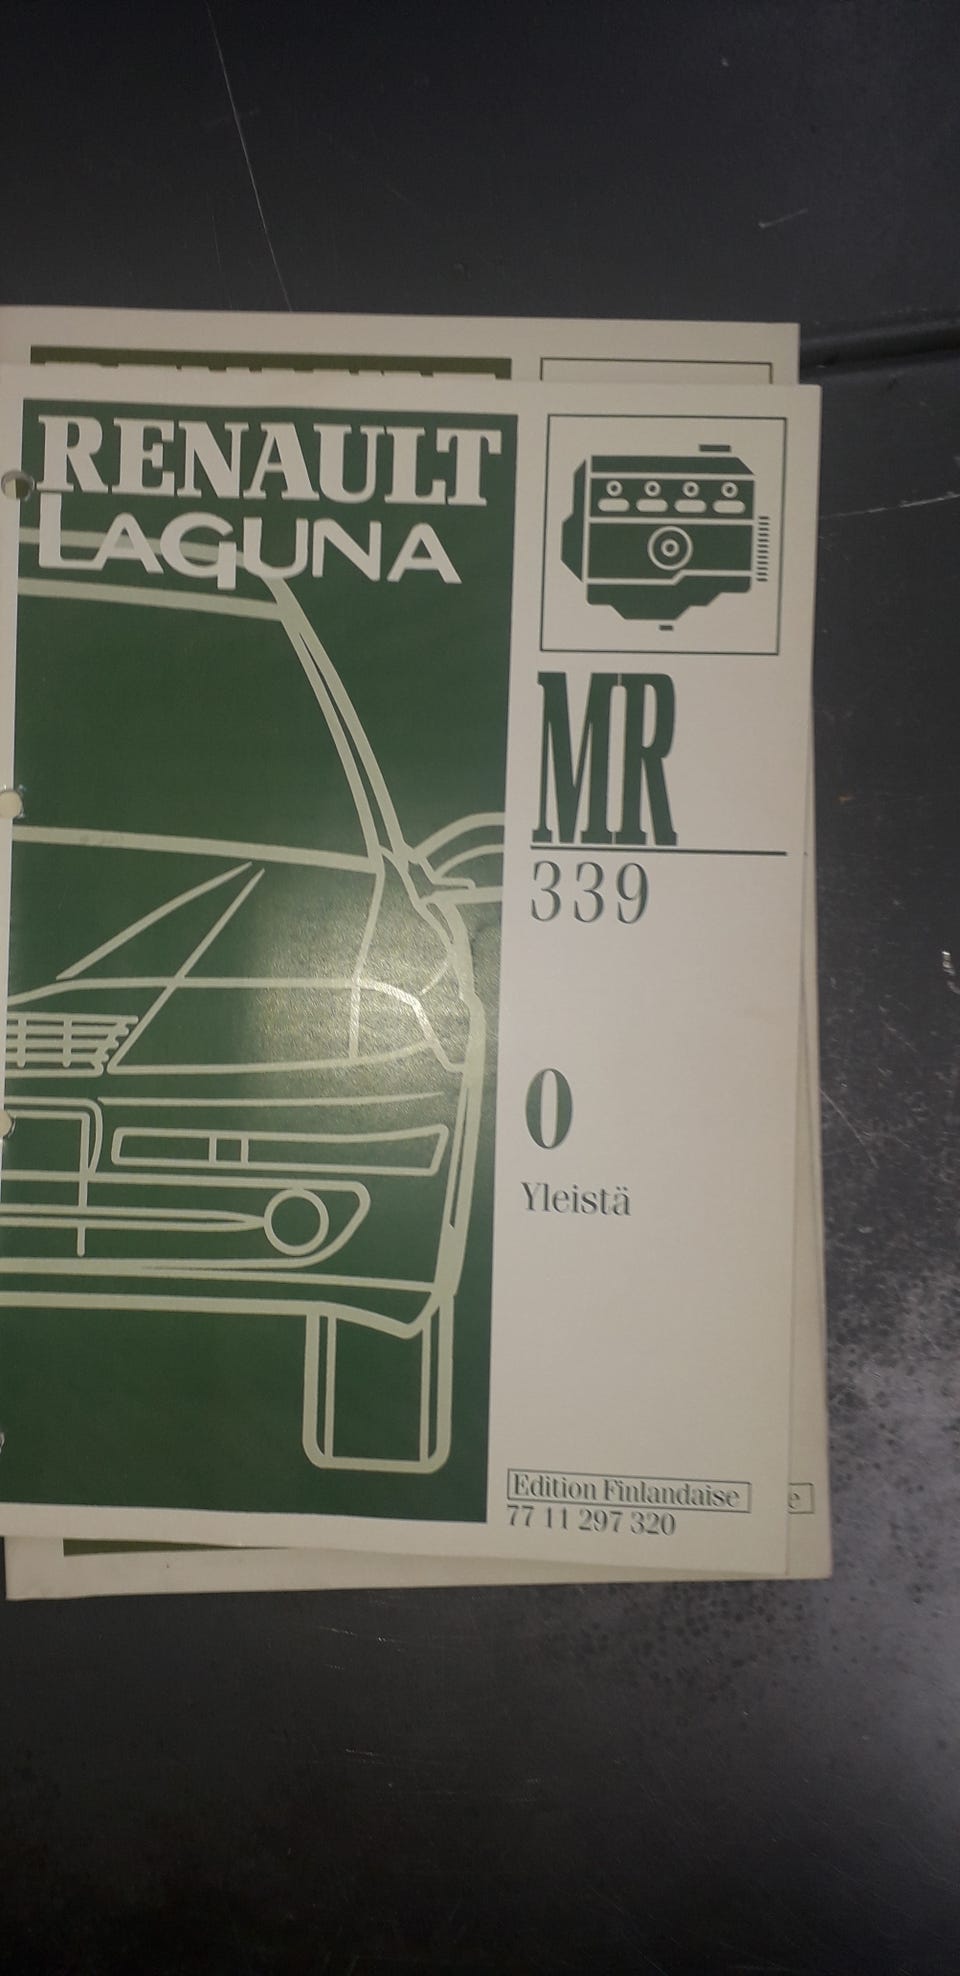 RENAULT
LAGUNA
MR
339
0
Yleistä
Edition Finlandaise
77 11 297 320
e